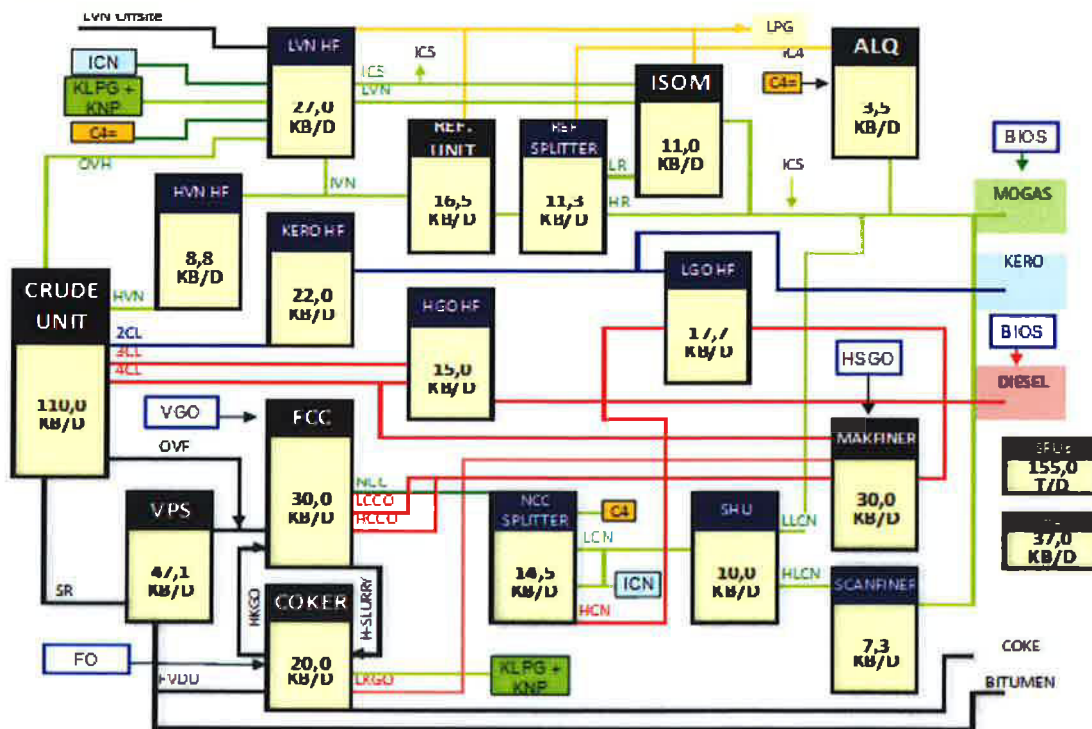 LVN Offsite
LPG
LVN HF
27,0
KB/D
ICN
KLPG +
KNP
C4=
OVH
IC5
LVN
IC5
ISOM
11,0
KB/D
iC4
C4=
ALQ
3,5
KB/D
REF.
UNIT
16,5
KB/D
REF
SPLITTER
11,3
KB/D
LR
HR
IC5
BIOS
MOGAS
KERO
BIOS
DIESEL
HVN HF
8,8
KB/D
IVN
KERO HF
22,0
KB/D
LGO HF
17,7
KB/D
HGO HF
15,0
KB/D
CRUDE
UNIT
110,0
KB/D
HVN
2CL
3CL
4CL
HSGO
VGO
OVF
FCC
30,0
KB/D
NCC
LCCO
HCCO
MAKFINER
30,0
KB/D
155,0
T/D
37,0
KB/D
VPS
47,1
KB/D
SR
NCC
SPLITTER
14,5
KB/D
C4
LCN
ICN
HCN
SHU
10,0
KB/D
LLCN
HLCN
SCANFINER
7,3
KB/D
HKGO
H-SLURRY
COKER
20,0
KB/D
FO
FVDU
LKGO
KLPG +
KNP
COKE
BITUMEN